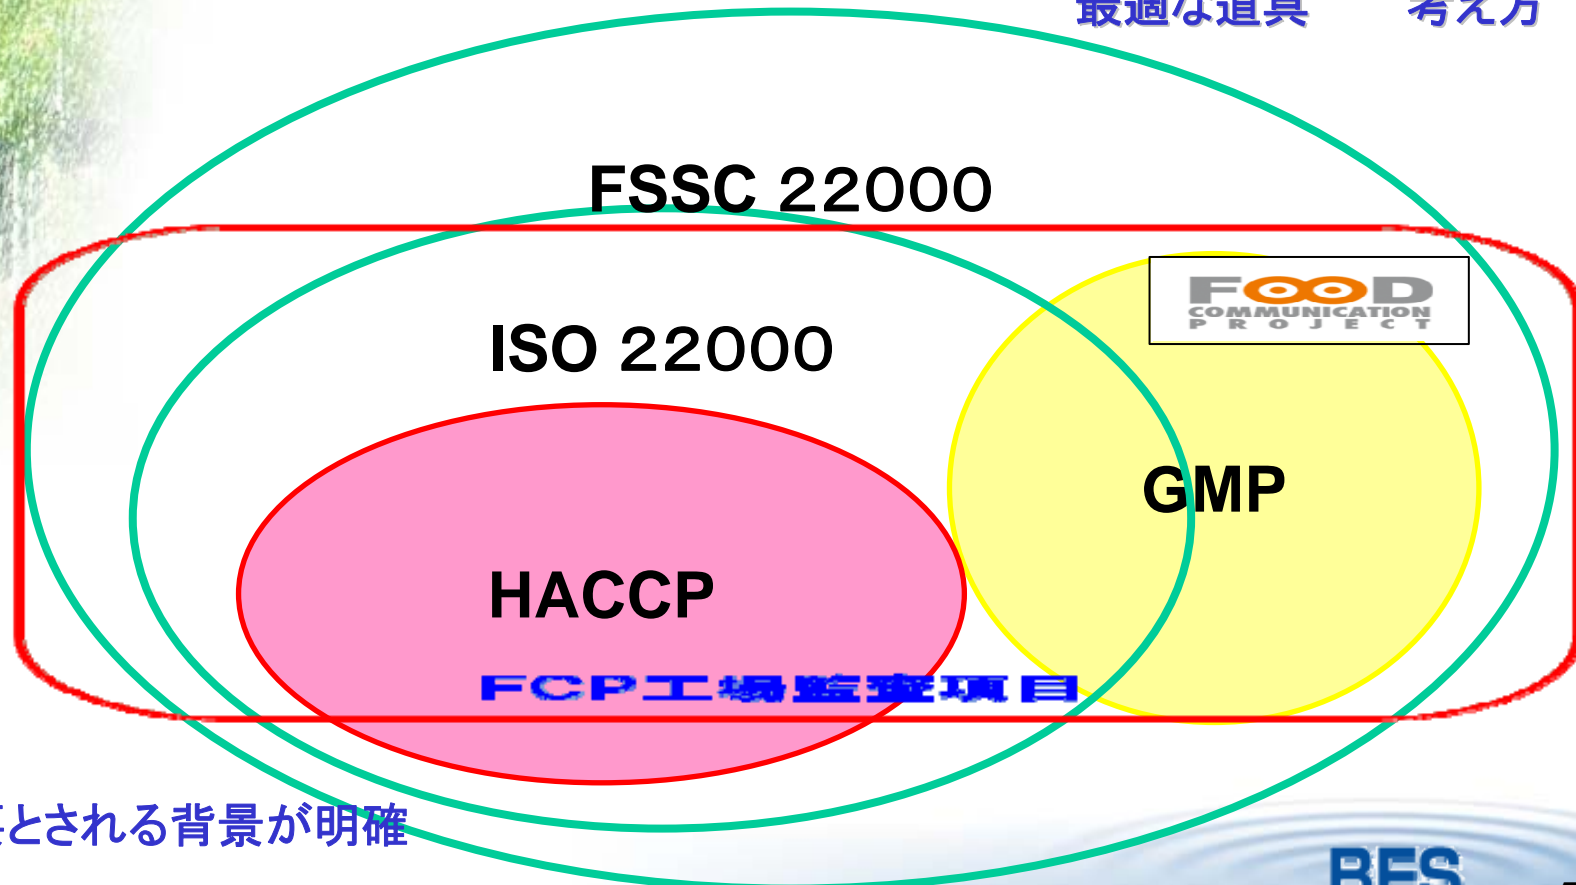 最適な道具 考え方
FSSC 22000
FOOD
COMMUNICATION
PROJECT
ISO 22000
GMP
HACCP
FCP工場監査項目
とされる背景が明確
BES